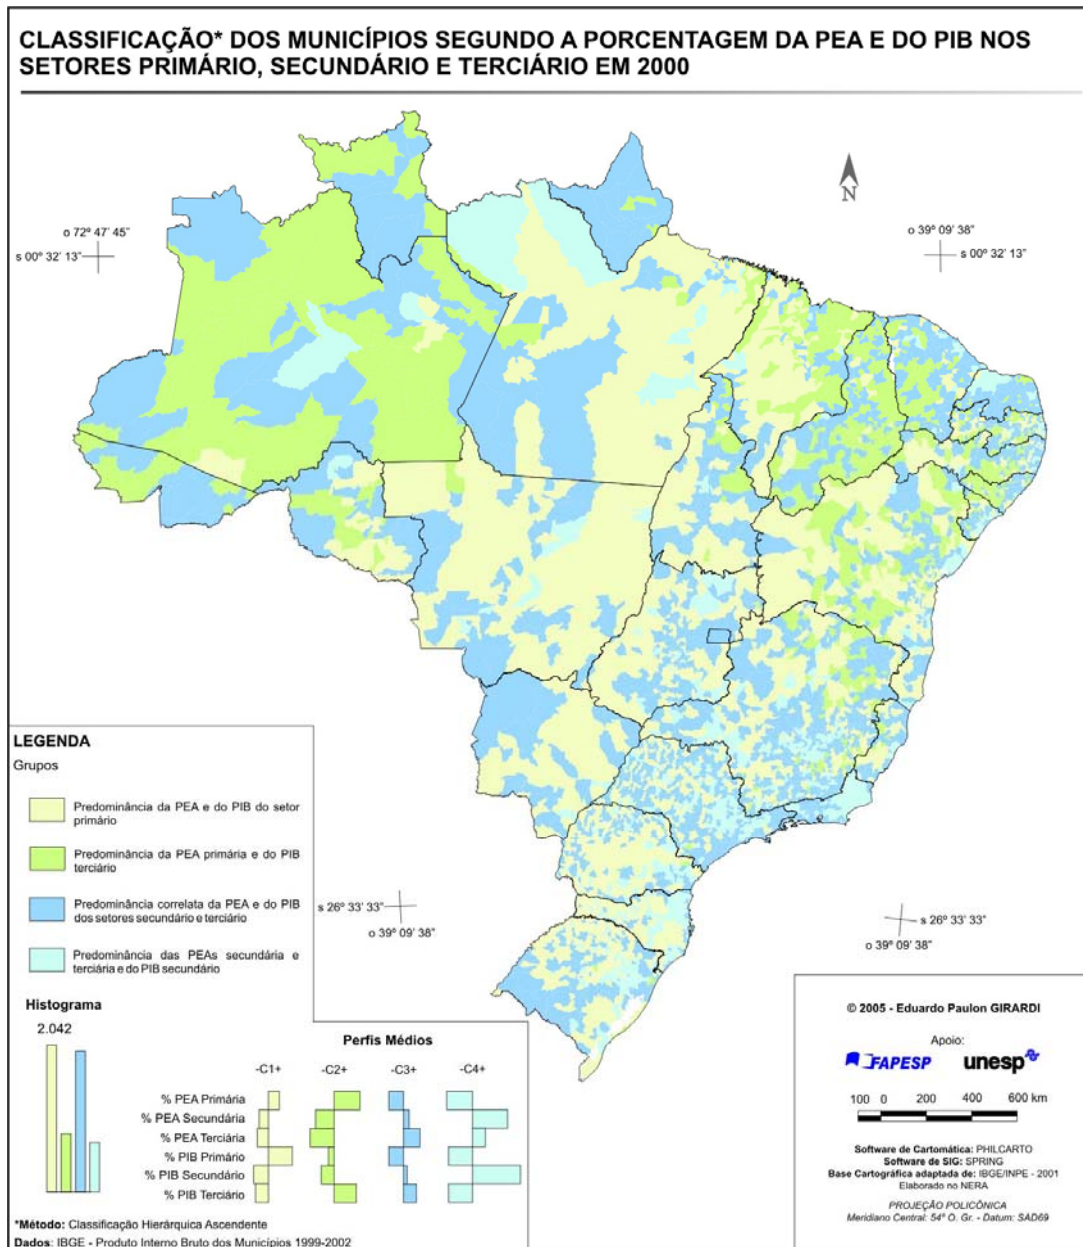 CLASSIFICAÇÃO* DOS MUNICÍPIOS SEGUNDO A PORCENTAGEM DA PEA E DO PIB NOS
SETORES PRIMÁRIO, SECUNDÁRIO E TERCIÁRIO EM 2000
N
o 72º 47' 45"
s 00º 32' 13"
o 39º 09' 38"
s 00º 32' 13"
LEGENDA
Grupos
Predominância da PEA e do PIB do setor
primário
Predominância da PEA primária e do PIB
terciário
Predominância correlata da PEA e do PIB
dos setores secundário e terciário
Predominância das PEAs secundária e
terciária e do PIB secundário
s 26º 33' 33"
o 39º 09' 38"
s 26º 33' 33"
o 39º 09' 38"
Histograma
2.042
Perfis Médios
-C1+ -C2+ -C3+ -C4+
% PEA Primária
% PEA Secundária
% PEA Terciária
% PIB Primário
% PIB Secundário
% PIB Terciário
*Método: Classificação Hierárquica Ascendente
Dados: IBGE - Produto Interno Bruto dos Municípios 1999-2002
© 2005 - Eduardo Paulon GIRARDI
Apoio:
FAPESP unesp
100 0 200 400 600 km
Software de Cartomática: PHILCARTO
Software de SIG: SPRING
Base Cartográfica adaptada de: IBGE/INPE - 2001
Elaborado no NERA
PROJEÇÃO POLICÔNICA
Meridiano Central: 54º O. Gr. - Datum: SAD69